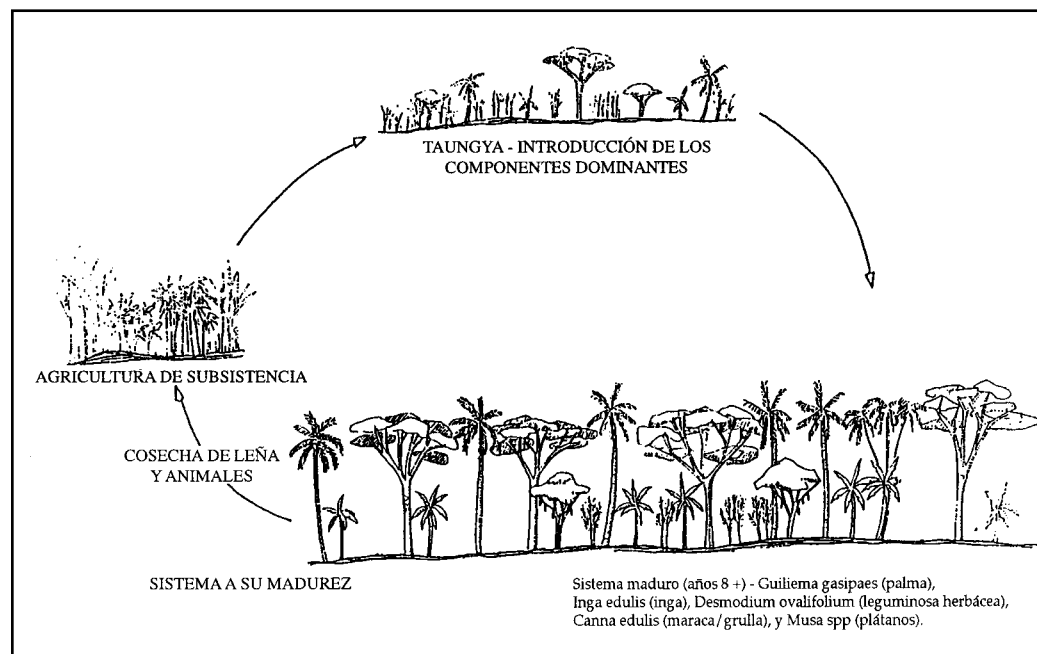 TAUNGYA - INTRODUCCIÓN DE LOS
COMPONENTES DOMINANTES
AGRICULTURA DE SUBSISTENCIA
COSECHA DE LEÑA
Y ANIMALES
SISTEMA A SU MADUREZ
Sistema maduro (años 8 +) - Guiliema gasipaes (palma),
Inga edulis (inga), Desmodium ovalifolium (leguminosa herbácea),
Canna edulis (maraca/grulla), y Musa spp (plátanos).